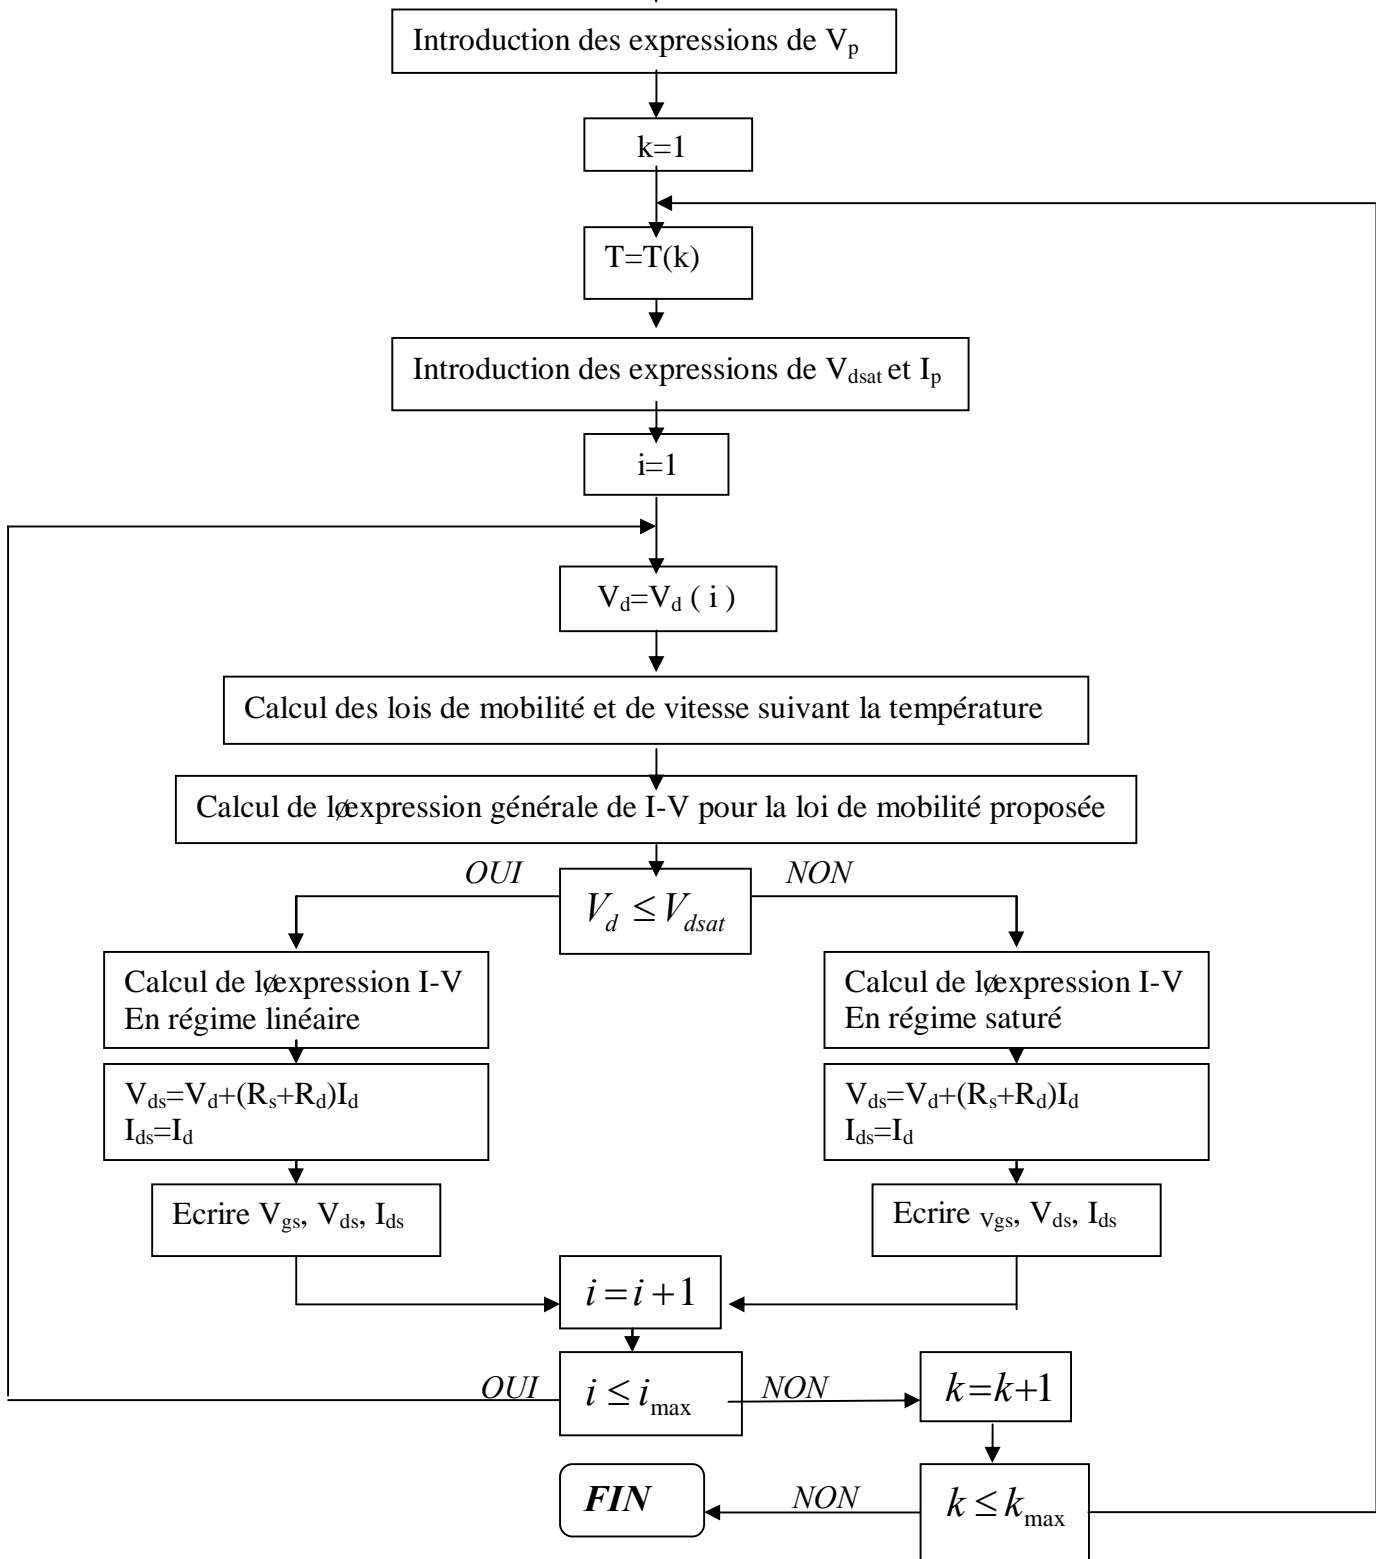 Introduction des expressions de Vp
k=1
T=T(k)
Introduction des expressions de Vdsat et Ip
i=1
Vd=Vd ( i )
Calcul des lois de mobilité et de vitesse suivant la température
Calcul de løexpression générale de I-V pour la loi de mobilité proposée
OUI
NON
Vd ≤ Vdsat
Calcul de løexpression I-V
En régime linéaire
Calcul de løexpression I-V
En régime saturé
Vds=Vd+(Rs+Rd)Id
Ids=Id
Vds=Vd+(Rs+Rd)Id
Ids=Id
Ecrire Vgs, Vds, Ids
Ecrire Vgs, Vds, Ids
i = i + 1
OUI
i ≤ imax
NON
k = k + 1
FIN
NON
k ≤ kmax